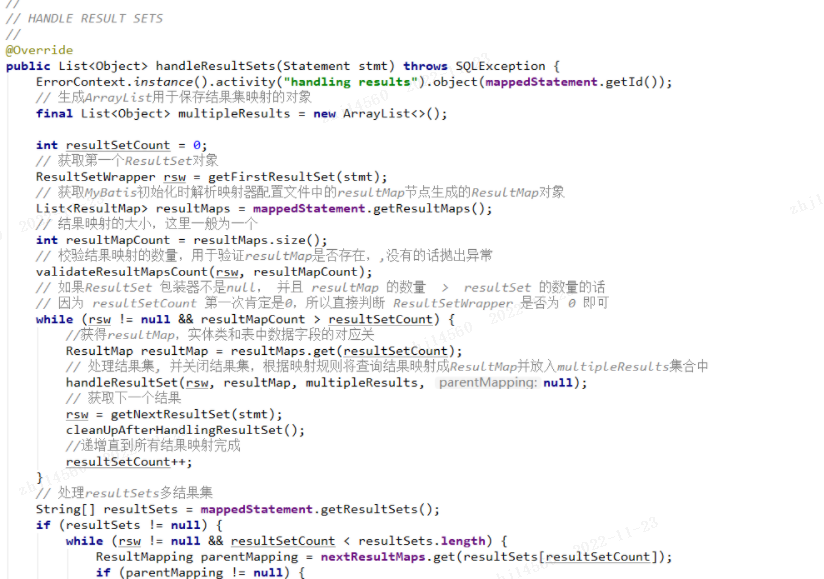 //
// HANDLE RESULT SETS
//
@Override
public List<Object> handleResultSets(Statement stmt) throws SQLException {
    ErrorContext.instance().activity("handling results").object(mappedStatement.getId());
    // 生成ArrayList用于保存结果集映射的对象
    final List<Object> multipleResults = new ArrayList<>();

    int resultSetCount = 0;
    // 获取第一个ResultSet对象
    ResultSetWrapper rsw = getFirstResultSet(stmt);
    // 获取MyBatis初始化时解析映射器配置文件中的resultMap节点生成的ResultMap对象
    List<ResultMap> resultMaps = mappedStatement.getResultMaps();
    // 结果映射的大小，这里一般为一个
    int resultMapCount = resultMaps.size();
    // 校验结果映射的数量，用于验证resultMap是否存在，,没有的话抛出异常
    validateResultMapsCount(rsw, resultMapCount);
    // 如果ResultSet 包装器不是null， 并且 resultMap 的数量 > resultSet 的数量的话
    // 因为 resultSetCount 第一次肯定是0，所以直接判断 ResultSetWrapper 是否为 0 即可
    while (rsw != null && resultMapCount > resultSetCount) {
        //获得resultMap，实体类和表中数据字段的对应关
        ResultMap resultMap = resultMaps.get(resultSetCount);
        // 处理结果集, 并关闭结果集，根据映射规则将查询结果映射成ResultMap并放入multipleResults集合中
        handleResultSet(rsw, resultMap, multipleResults, parentMapping: null);
        // 获取下一个结果
        rsw = getNextResultSet(stmt);
        cleanUpAfterHandlingResultSet();
        //递增直到所有结果映射完成
        resultSetCount++;
    }
    // 处理resultSets多结果集
    String[] resultSets = mappedStatement.getResultSets();
    if (resultSets != null) {
        while (rsw != null && resultSetCount < resultSets.length) {
            ResultMapping parentMapping = nextResultMaps.get(resultSets[resultSetCount]);
            if (parentMapping != null) {